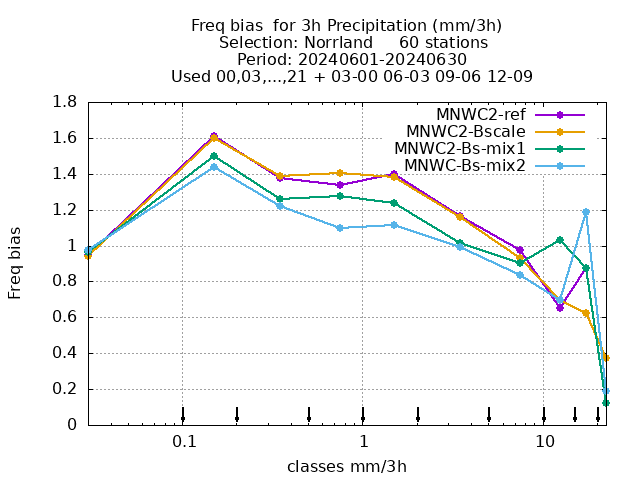 Freq bias  for 3h Precipitation (mm/3h)
Selection: Norrland     60 stations
Period: 20240601-20240630
Used 00,03,...,21 + 03-00 06-03 09-06 12-09
MNWC2-ref
MNWC2-Bscale
MNWC2-Bs-mix1
MNWC-Bs-mix2
1.8
1.6
1.4
1.2
1
0.8
0.6
0.4
0.2
0
Freq bias
0.1
1
10
classes mm/3h